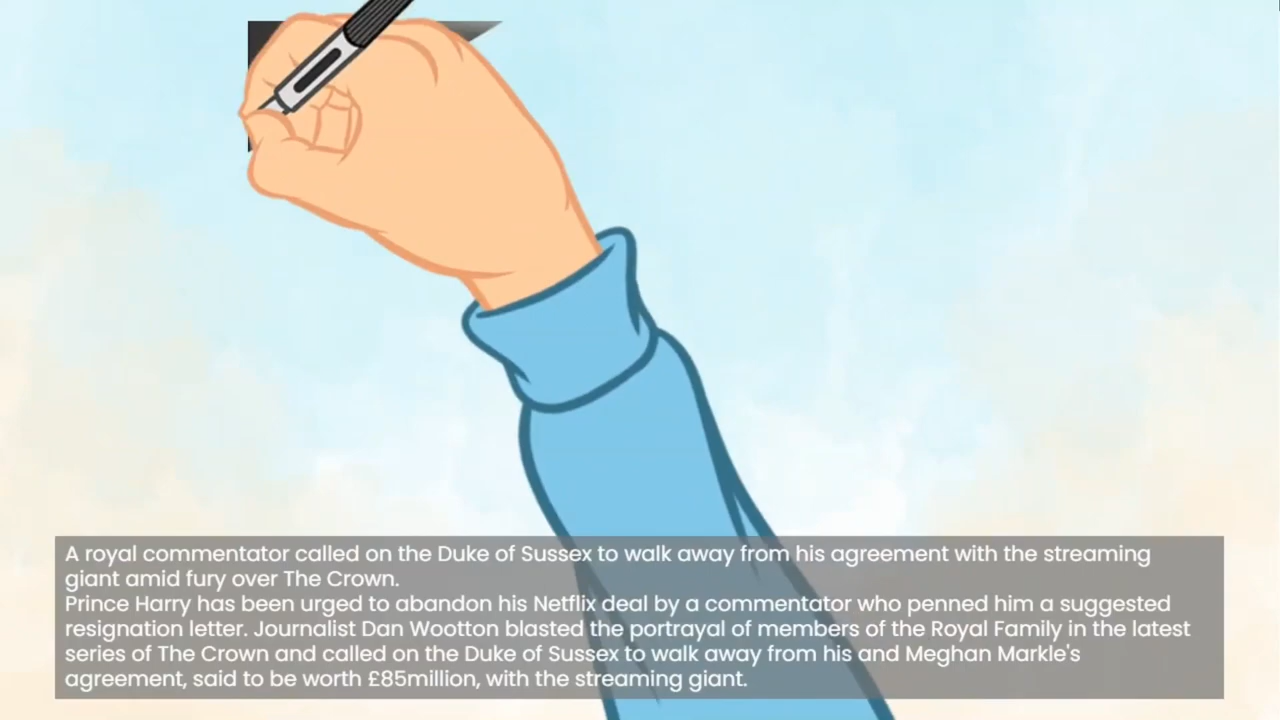 A royal commentator called on the Duke of Sussex to walk away from his agreement with the streaming
giant amid fury over The Crown.
Prince Harry has been urged to abandon his Netflix deal by a commentator who penned him a suggested
resignation letter. Journalist Dan Wootton blasted the portrayal of members of the Royal Family in the latest
series of The Crown and called on the Duke of Sussex to walk away from his and Meghan Markle's
agreement, said to be worth £85million, with the streaming giant.